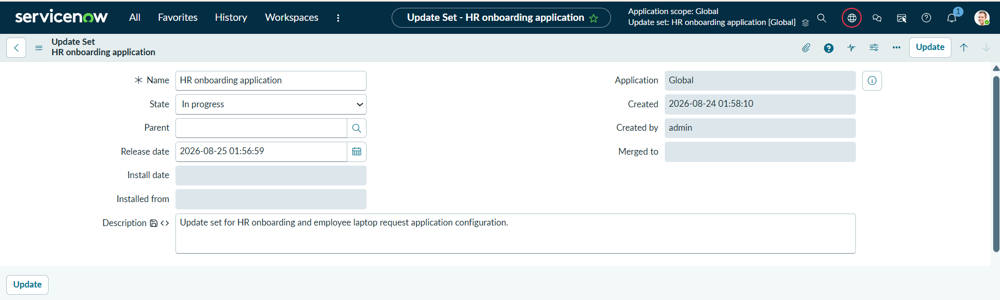 servicenow
All
Favorites
History
Workspaces
Update Set - HR onboarding application
Application scope: Global
Update set: HR onboarding application [Global]
1
Update Set
HR onboarding application
Update
Name
HR onboarding application
State
In progress
Parent
Release date
2026-08-25 01:56:59
Install date
Installed from
Application
Global
Created
2026-08-24 01:58:10
Created by
admin
Merged to
Description
Update set for HR onboarding and employee laptop request application configuration.
Update